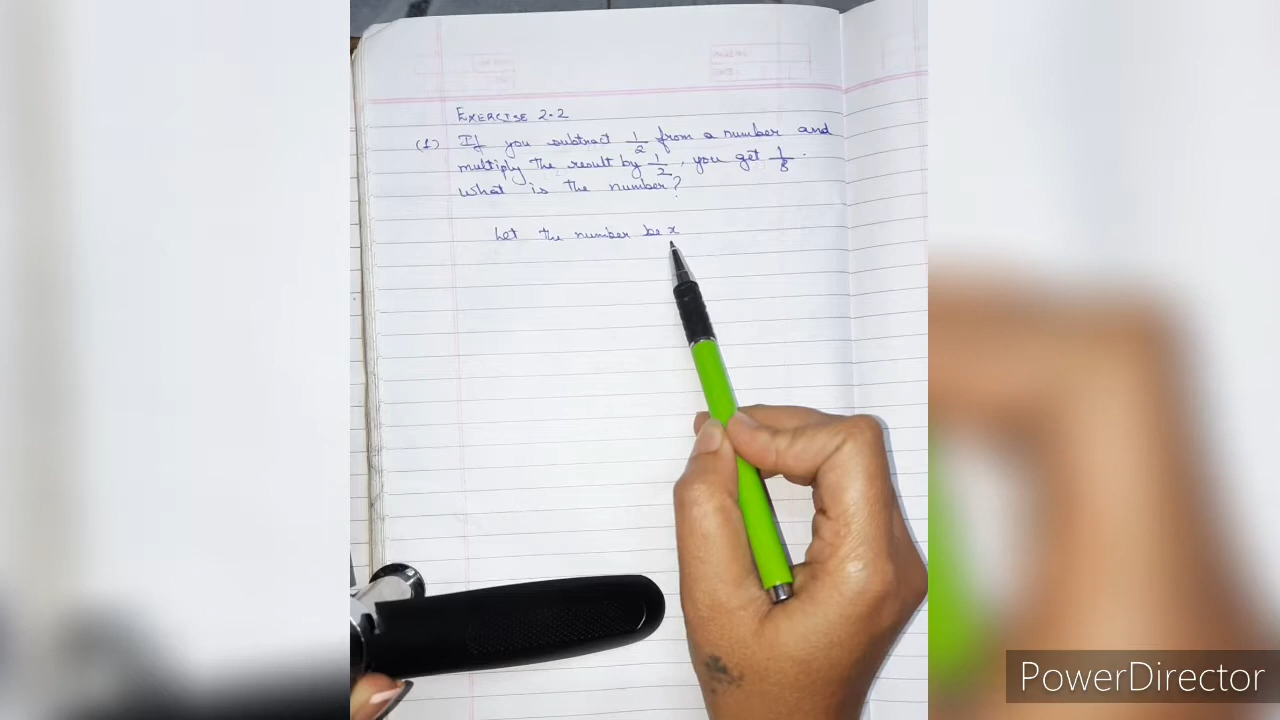 EXERCISE 2.2
(1) If you subtract 1/2 from a number and
multiply the result by 1/2, you get 1/8.
What is the number?
Let the number be x
PowerDirector